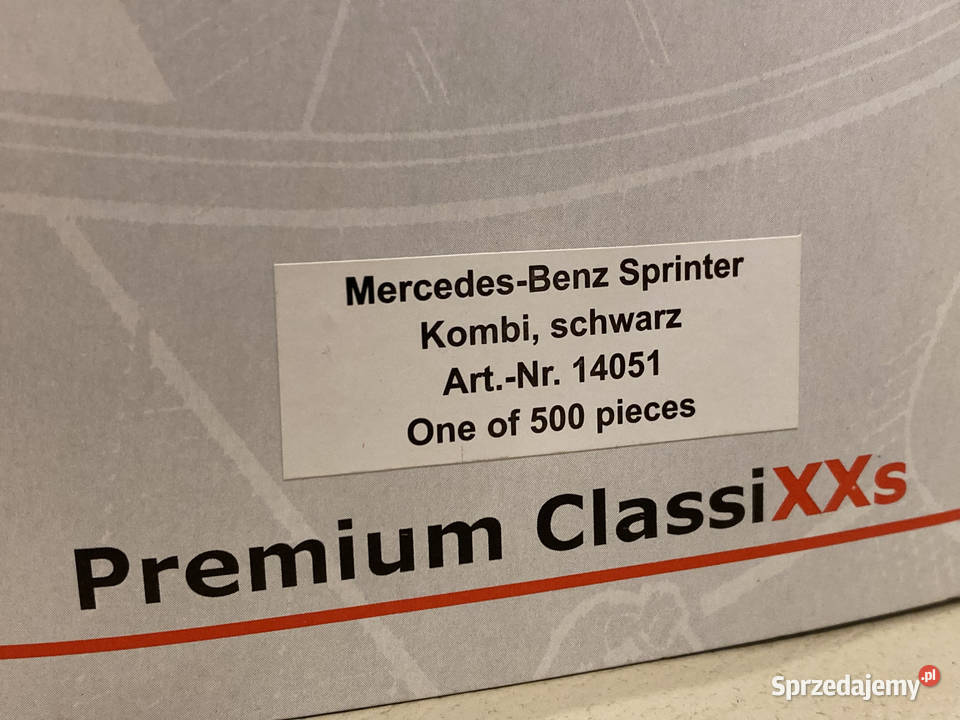 Mercedes-Benz Sprinter
Kombi, schwarz
Art.-Nr. 14051
One of 500 pieces
Premium ClassiXXs
Sprzedajemy.pl